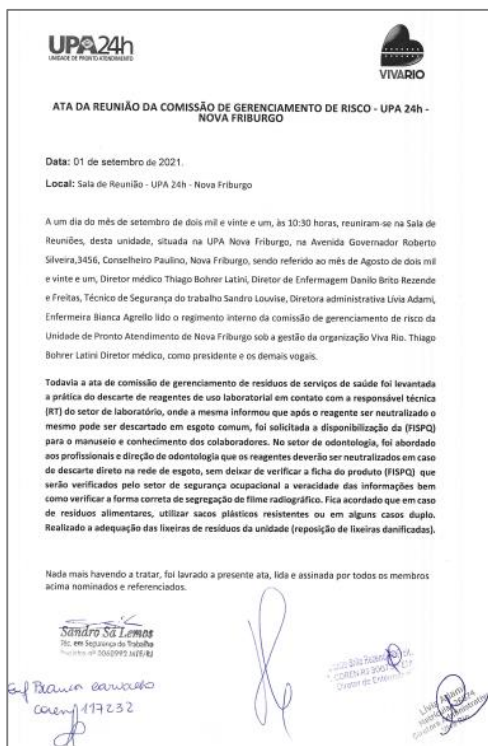 UPA24h
UNIDADE DE PRONTO ATENDIMENTO
VIVARIO
ATA DA REUNIÃO DA COMISSÃO DE GERENCIAMENTO DE RISCO - UPA 24h -
NOVA FRIBURGO
Data: 01 de setembro de 2021.
Local: Sala de Reunião - UPA 24h - Nova Friburgo
A um dia do mês de setembro de dois mil e vinte e um, às 10:30 horas, reuniram-se na Sala de
Reuniões, desta unidade, situada na UPA Nova Friburgo, na Avenida Governador Roberto
Silveira,3456, Conselheiro Paulino, Nova Friburgo, sendo referido ao mês de Agosto de dois mil
e vinte e um, Diretor médico Thiago Bohrer Latini, Diretor de Enfermagem Danilo Brito Rezende
e Freitas, Técnico de Segurança do trabalho Sandro Louvise, Diretora administrativa Lívia Adami,
Enfermeira Bianca Agrello lido o regimento interno da comissão de gerenciamento de risco da
Unidade de Pronto Atendimento de Nova Friburgo sob a gestão da organização Viva Rio. Thiago
Bohrer Latini Diretor médico, como presidente e os demais vogais.
Todavia a ata de comissão de gerenciamento de resíduos de serviços de saúde foi levantada
a prática do descarte de reagentes de uso laboratorial em contato com a responsável técnica
(RT) do setor de laboratório, onde a mesma informou que após o reagente ser neutralizado o
mesmo pode ser descartado em esgoto comum, foi solicitada a disponibilização da (FISPQ)
para o manuseio e conhecimento dos colaboradores. No setor de odontologia, foi abordado
aos profissionais e direção de odontologia que os reagentes deverão ser neutralizados em caso
de descarte direto na rede de esgoto, sem deixar de verificar a ficha do produto (FISPQ) que
serão verificados pelo setor de segurança ocupacional a veracidade das informações bem
como verificar a forma correta de segregação de filme radiográfico. Fica acordado que em caso
de resíduos alimentares, utilizar sacos plásticos resistentes ou em alguns casos duplo.
Realizado a adequação das lixeiras de resíduos da unidade (reposição de lixeiras danificadas).
Nada mais havendo a tratar, foi lavrado a presente ata, lida e assinada por todos os membros
acima nominados e referenciados.
Sandro Sá Lemos
Téc. em Segurança do Trabalho
Diretor de
Enf Bianca
coren 117232
Lívia Adami